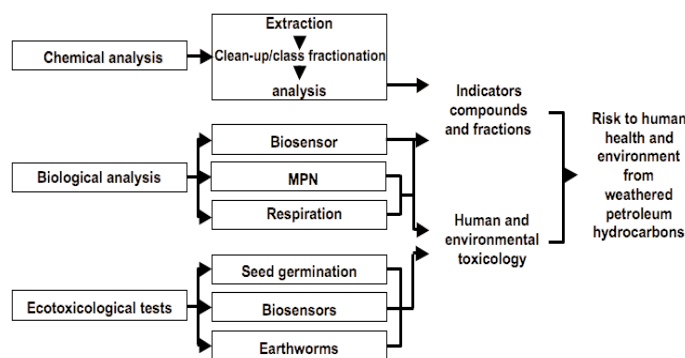 Chemical analysis
Extraction
Clean-up/class fractionation
analysis
Biological analysis
Biosensor
MPN
Respiration
Ecotoxicological tests
Seed germination
Biosensors
Earthworms
Indicators
compounds
and fractions
Human and
environmental
toxicology
Risk to human
health and
environment
from
weathered
petroleum
hydrocarbons